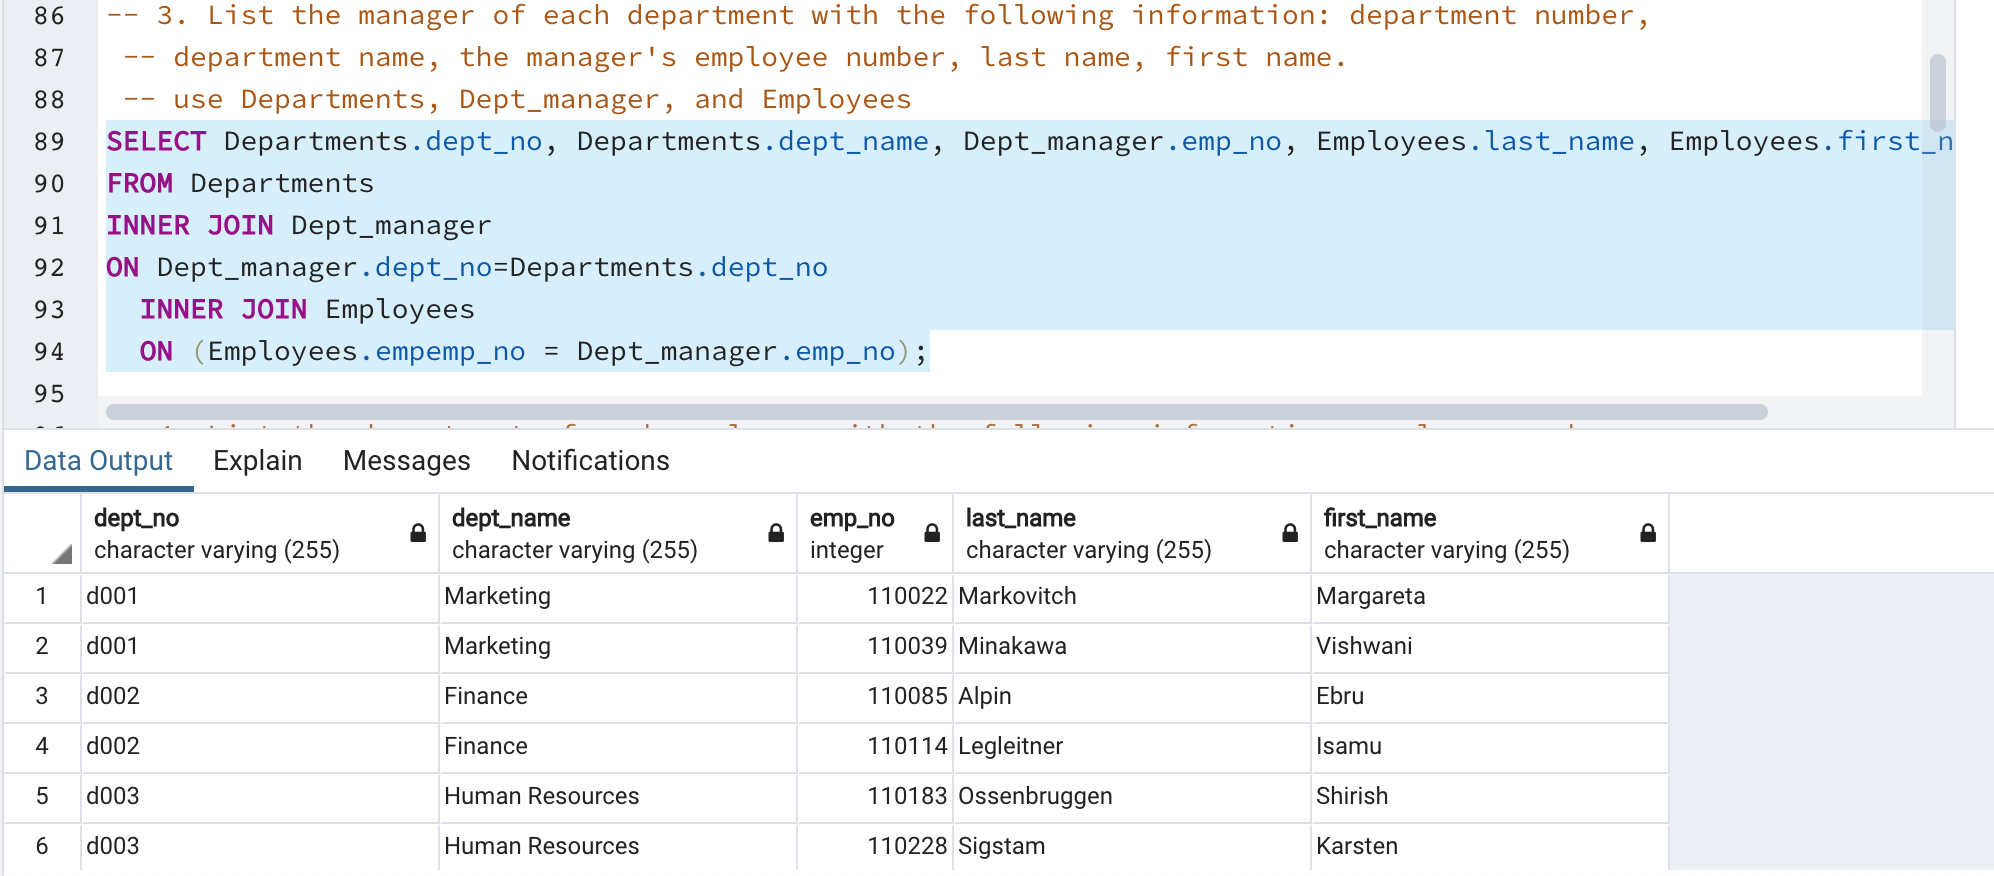 86 -- 3. List the manager of each department with the following information: department number,
87 -- department name, the manager's employee number, last name, first name.
88 -- use Departments, Dept_manager, and Employees
89 SELECT Departments.dept_no, Departments.dept_name, Dept_manager.emp_no, Employees.last_name, Employees.first_n
90 FROM Departments
91 INNER JOIN Dept_manager
92 ON Dept_manager.dept_no=Departments.dept_no
93 INNER JOIN Employees
94 ON (Employees.empemp_no = Dept_manager.emp_no);
95
Data Output Explain Messages Notifications
dept_no dept_name emp_no last_name first_name
character varying (255) character varying (255) integer character varying (255) character varying (255)
1 d001 Marketing 110022 Markovitch Margareta
2 d001 Marketing 110039 Minakawa Vishwani
3 d002 Finance 110085 Alpin Ebru
4 d002 Finance 110114 Legleitner Isamu
5 d003 Human Resources 110183 Ossenbruggen Shirish
6 d003 Human Resources 110228 Sigstam Karsten